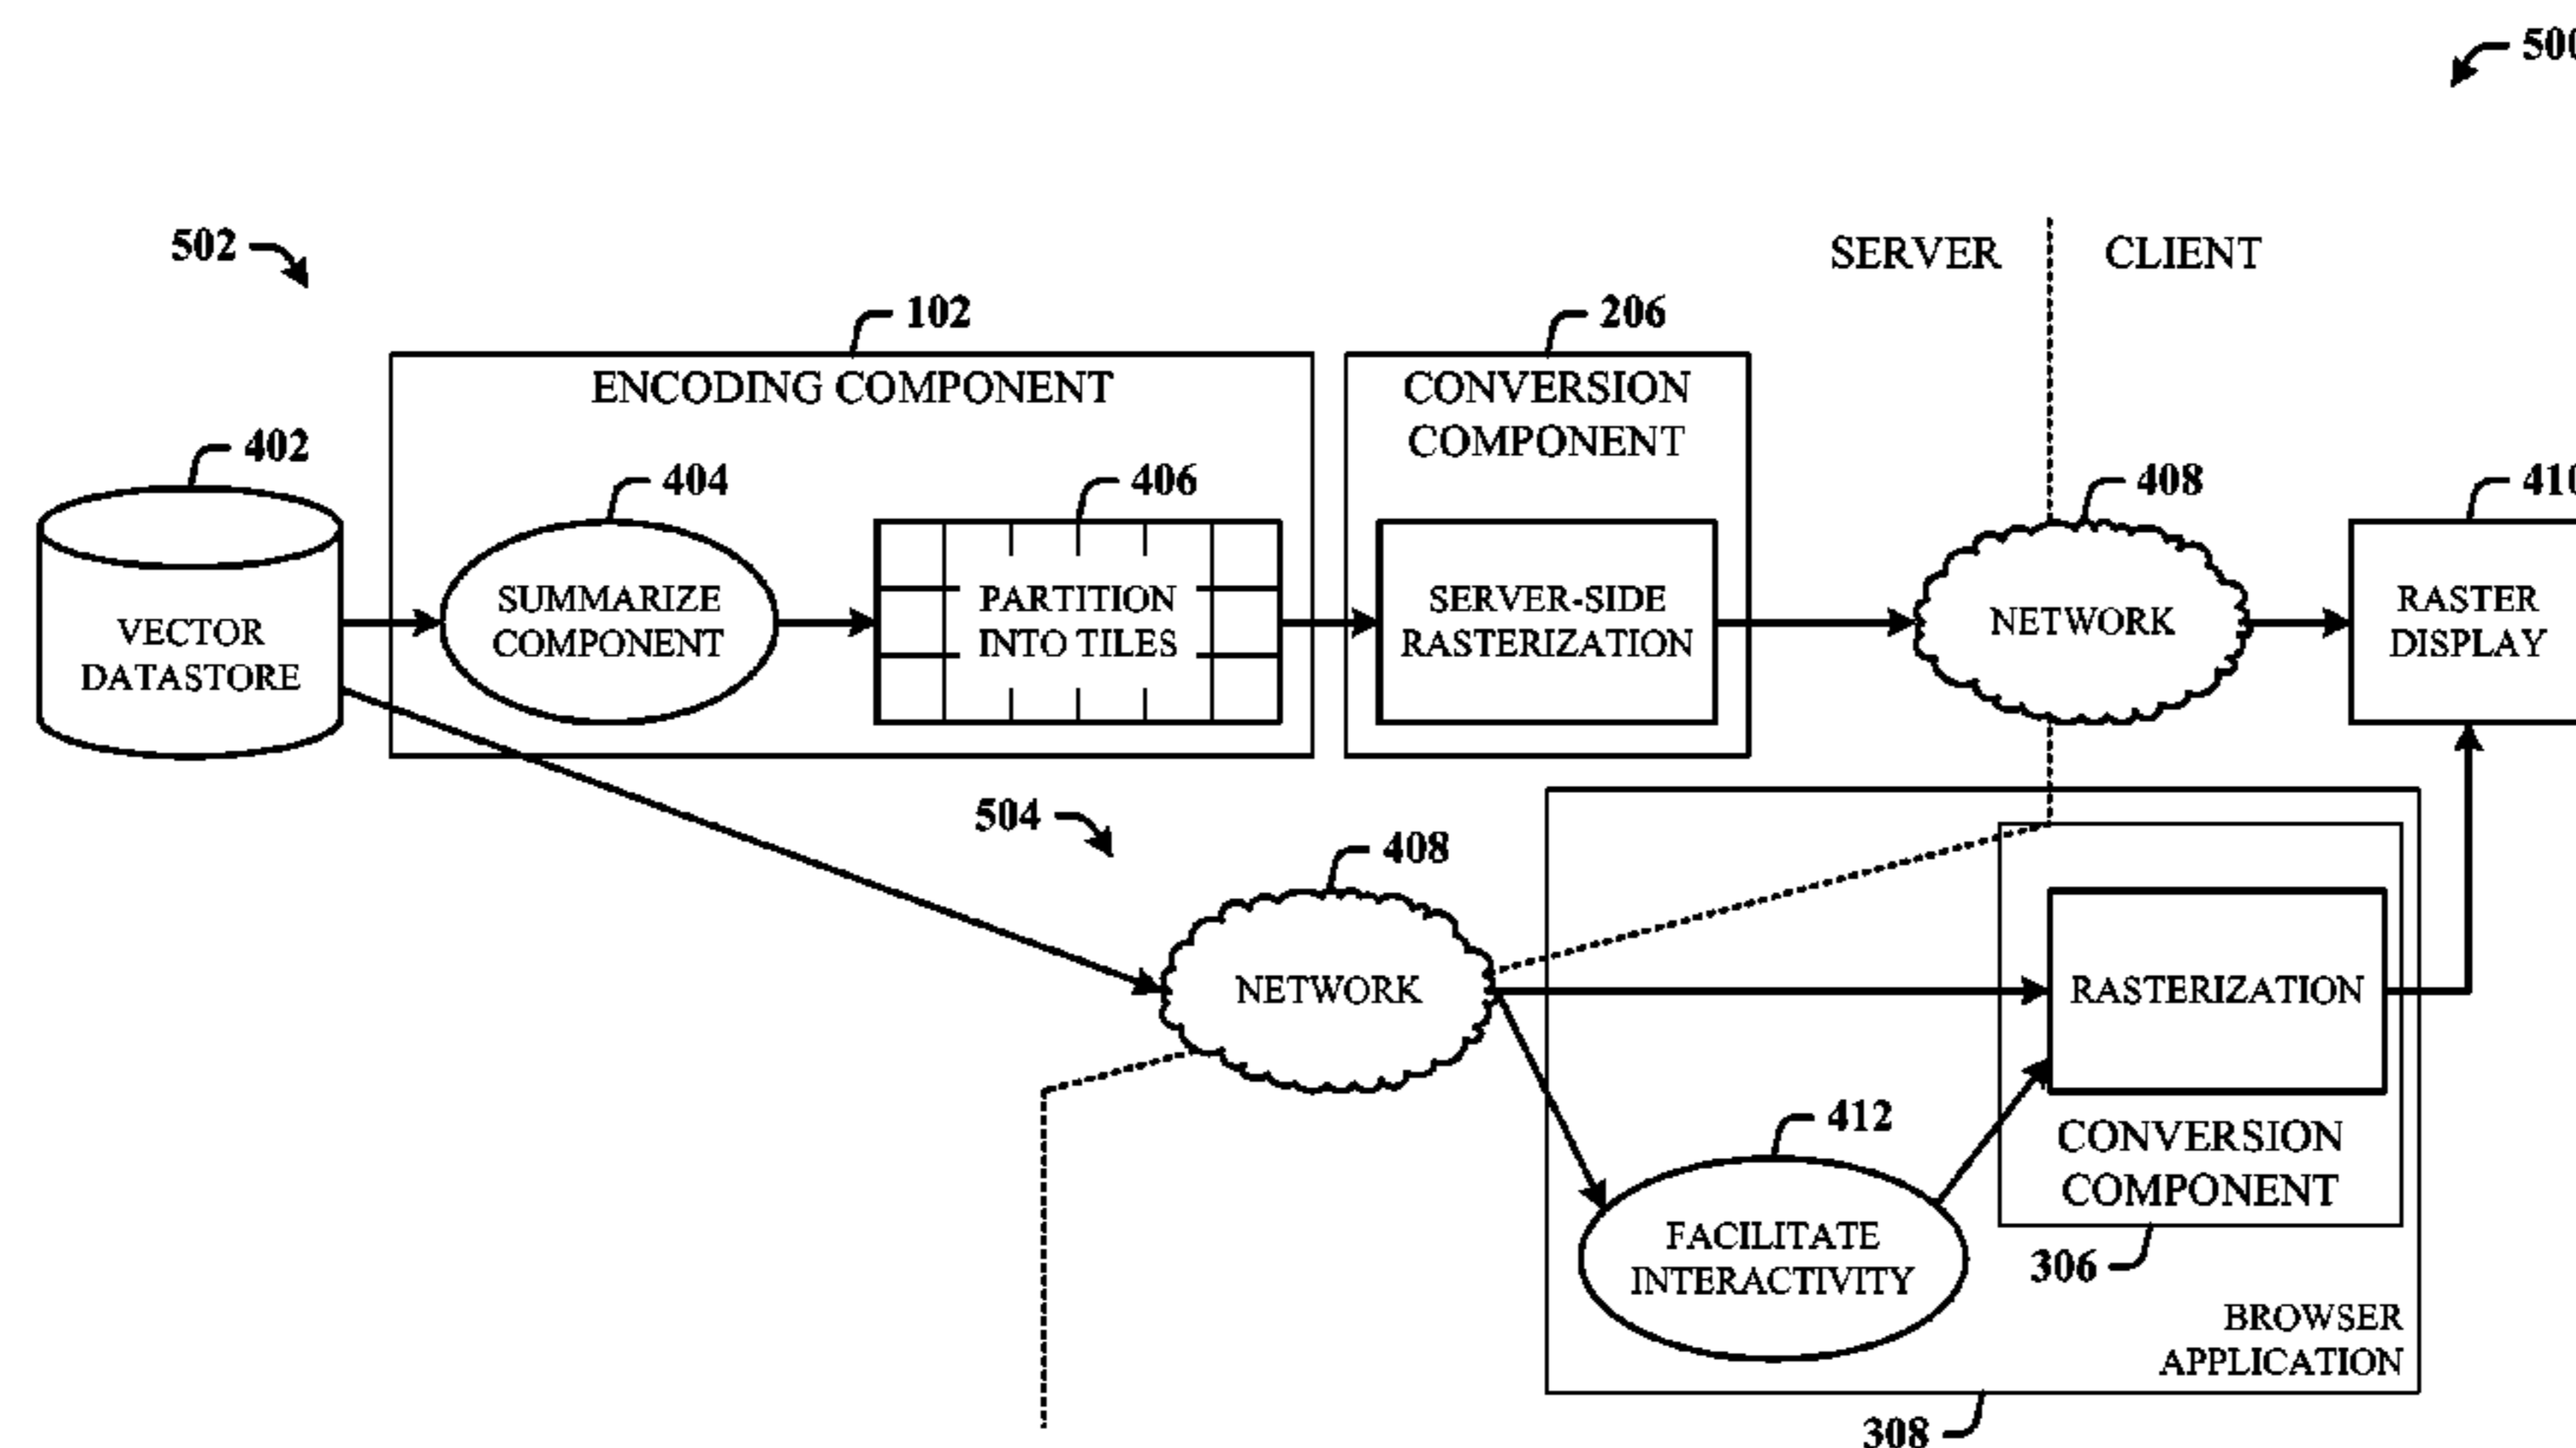 500
502
SERVER
CLIENT
102
206
ENCODING COMPONENT
CONVERSION
COMPONENT
402
404
406
408
410
VECTOR
DATASTORE
SUMMARIZE
COMPONENT
PARTITION
INTO TILES
SERVER-SIDE
RASTERIZATION
NETWORK
RASTER
DISPLAY
504
408
NETWORK
RASTERIZATION
CONVERSION
COMPONENT
306
412
FACILITATE
INTERACTIVITY
BROWSER
APPLICATION
308